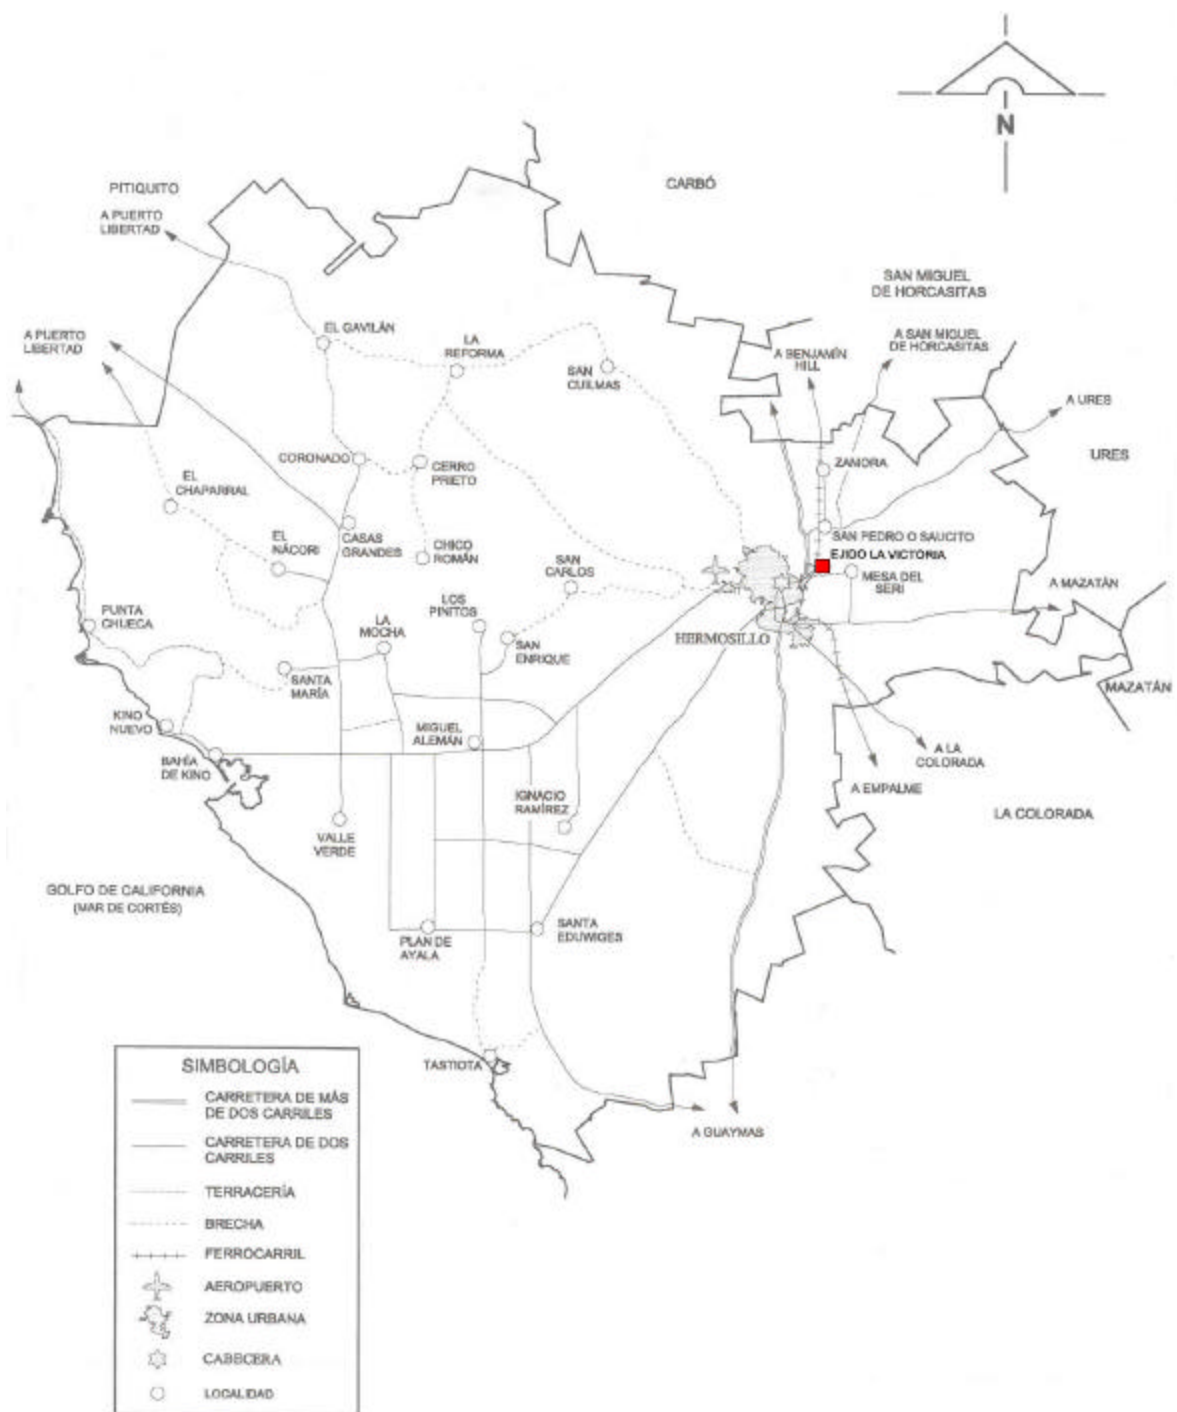 N
PITIQUITO
CARBÓ
A PUERTO
LIBERTAD
SAN MIGUEL
DE HORCASITAS
A PUERTO
LIBERTAD
EL GAVILÁN
LA
REFORMA
SAN
CUILMAS
A BENJAMÍN
HILL
A SAN MIGUEL
DE HORCASITAS
A URES
URES
CORONADO
CERRO
PRIETO
ZAMORA
EL
CHAPARRAL
EL
NÁCORI
CASAS
GRANDES
CHICO
ROMÁN
SAN
CARLOS
SAN PEDRO O SAUCITO
EJIDO LA VICTORIA
MESA DEL
SERI
A MAZATÁN
PUNTA
CHUECA
LA
MOCHA
LOS
PINITOS
SAN
ENRIQUE
HERMOSILLO
SANTA
MARÍA
MAZATÁN
KINO
NUEVO
MIGUEL
ALEMÁN
BAHÍA
DE KINO
A LA
COLORADA
A EMPALME
IGNACIO
RAMÍREZ
LA COLORADA
VALLE
VERDE
GOLFO DE CALIFORNIA
(MAR DE CORTÉS)
PLAN DE
AYALA
SANTA
EDUWIGES
TASTIOTA
A GUAYMAS
SIMBOLOGÍA
CARRETERA DE MÁS
DE DOS CARRILES
CARRETERA DE DOS
CARRILES
TERRACERÍA
BRECHA
FERROCARRIL
AEROPUERTO
ZONA URBANA
CABECERA
LOCALIDAD